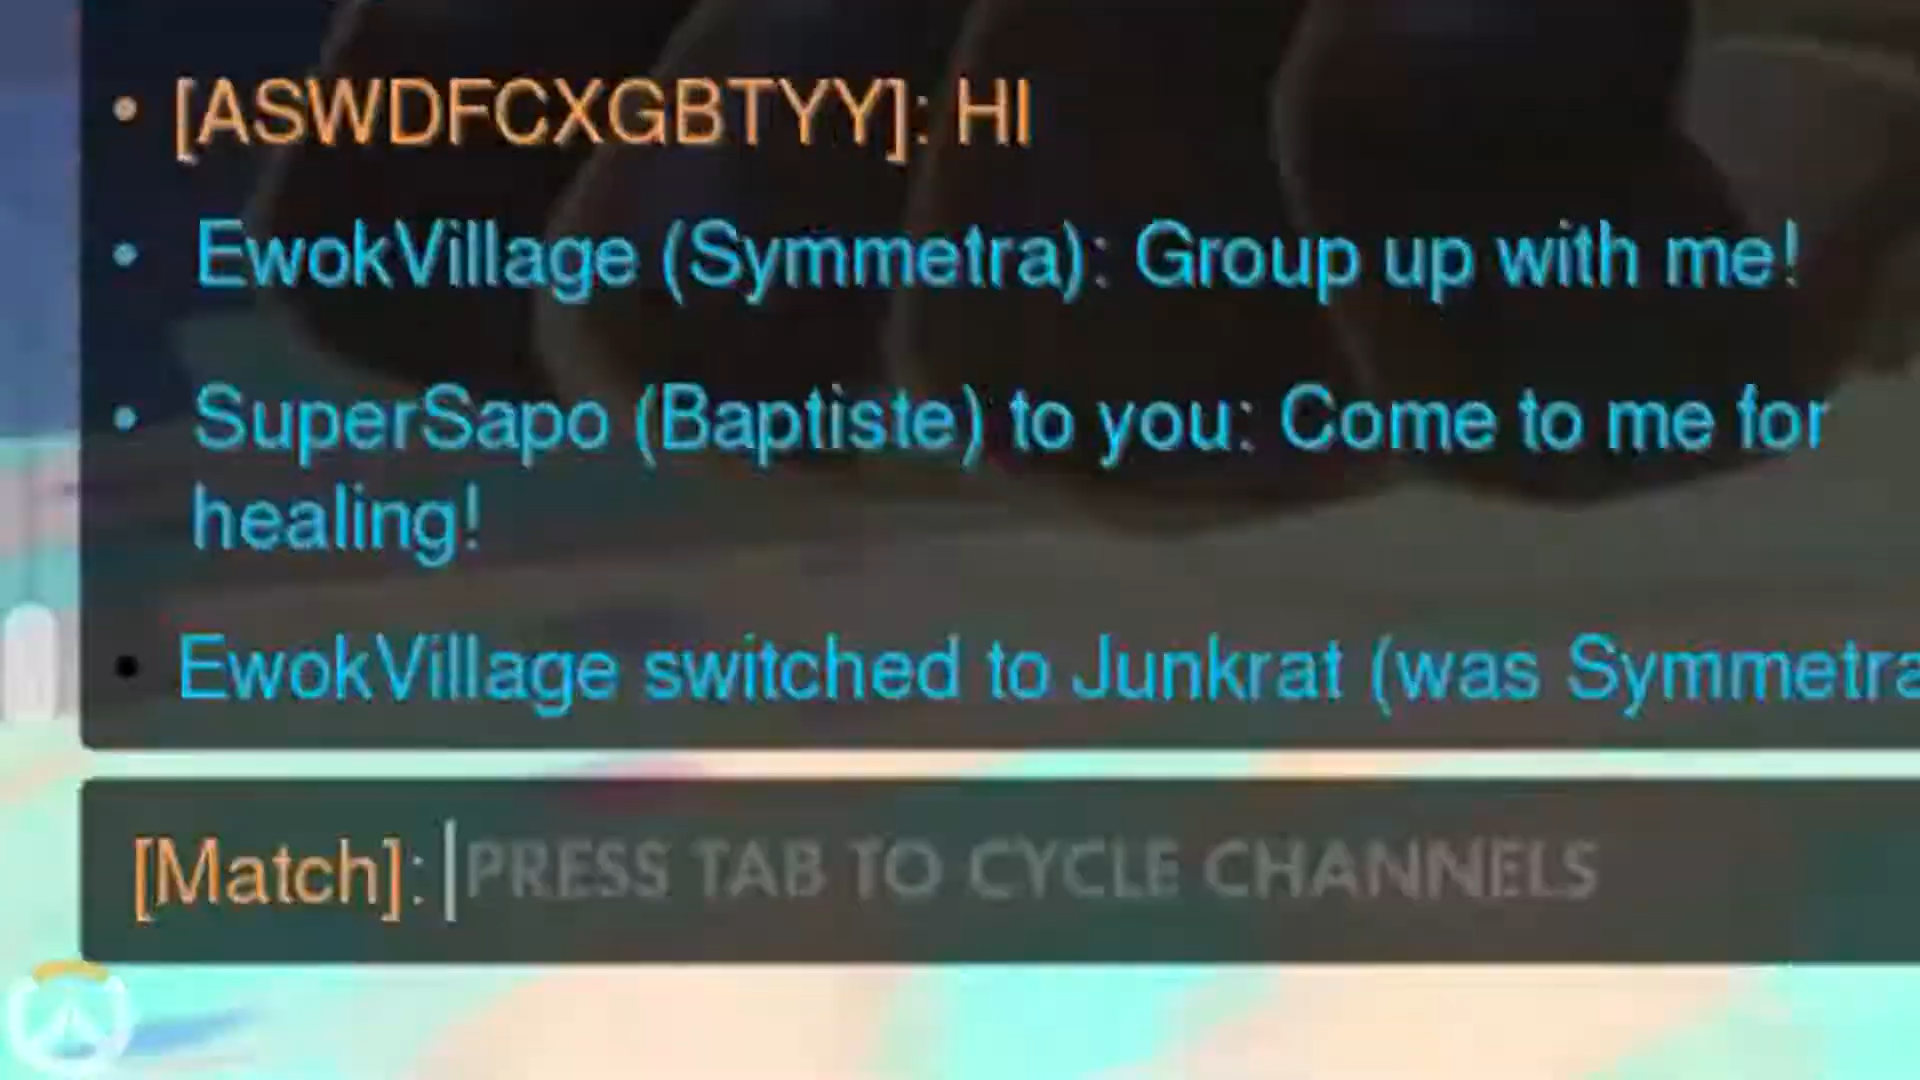 [ASWDFCXGBTYY]: HI
EwokVillage (Symmetra): Group up with me!
SuperSapo (Baptiste) to you: Come to me for
healing!
EwokVillage switched to Junkrat (was Symmetra
[Match]: PRESS TAB TO CYCLE CHANNELS